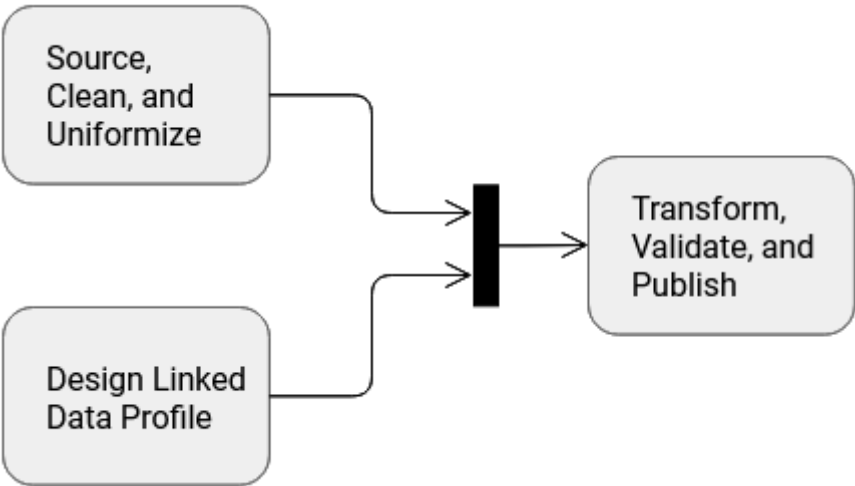 Source,
Clean, and
Uniformize
Design Linked
Data Profile
Transform,
Validate, and
Publish